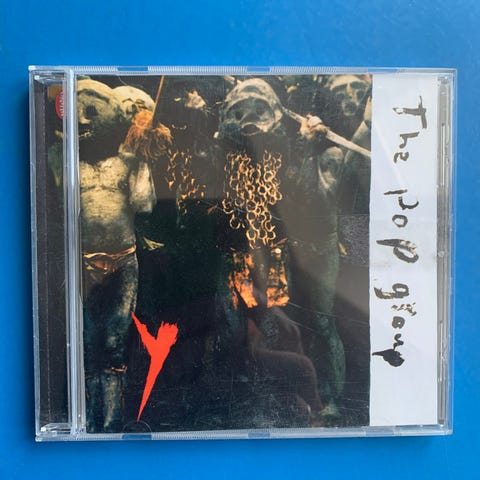 The pop group
Y